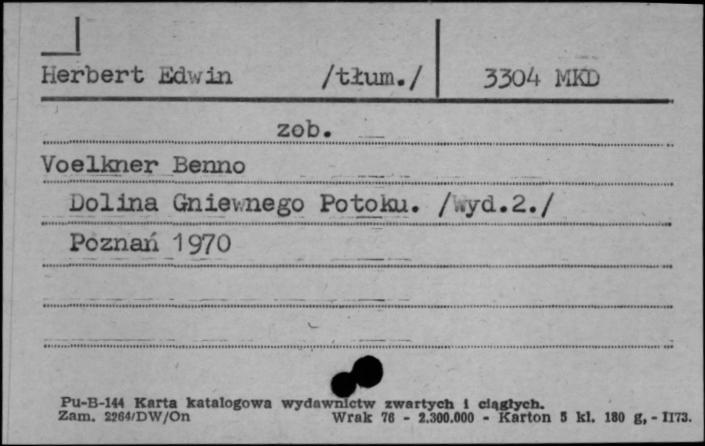 Herbert Edwin /tłum./ 3304 MKD
zob.
Voelkner Benno
Dolina Gniewnego Potoku. /Wyd.2./
Poznań 1970
Pu-B-144 Karta katalogowa wydawnictw zwartych i ciągłych.
Zam. 2264/DW/On Wrak 76 - 2.300.000 - Karton 5 kl. 180 g, - II73.